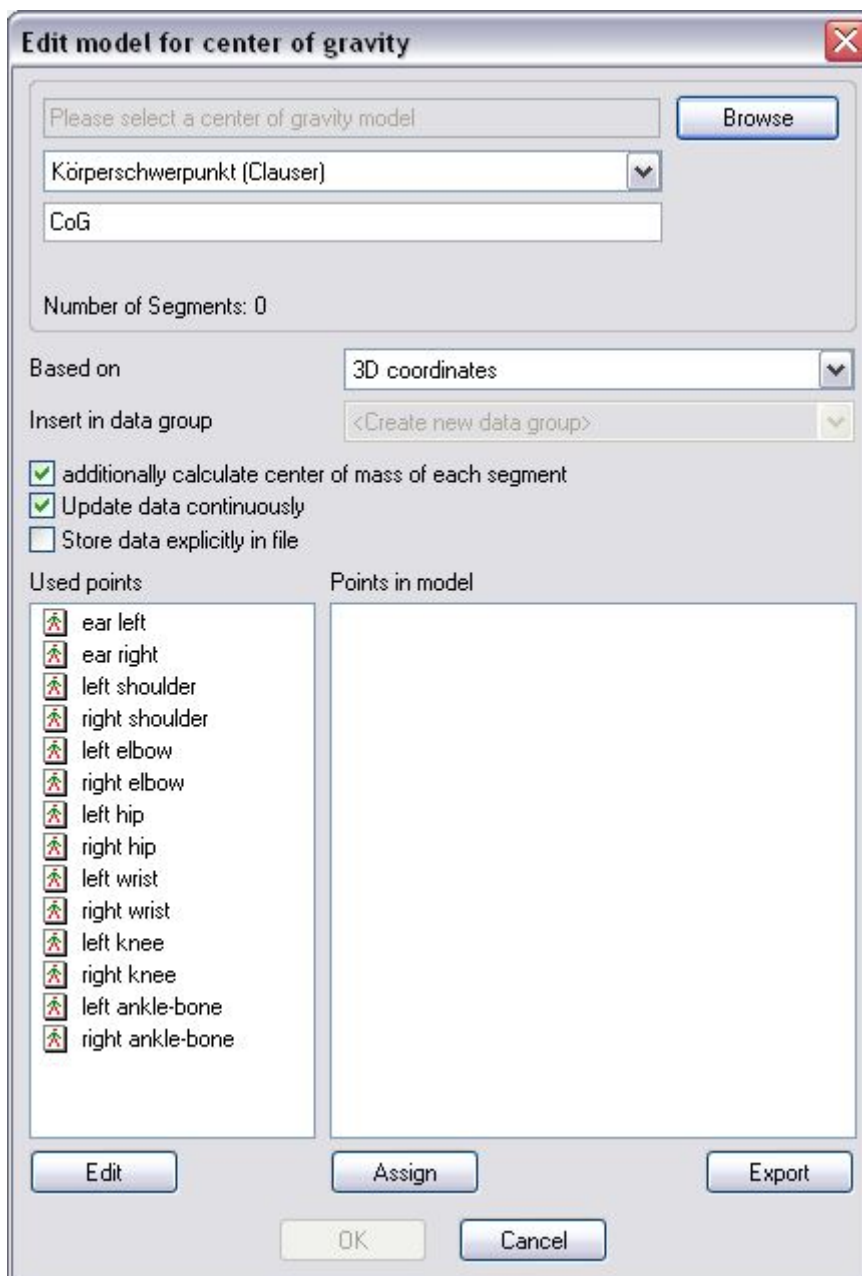 Edit model for center of gravity
Please select a center of gravity model
Browse
Körperschwerpunkt (Clauser)
CoG
Number of Segments: 0
Based on
3D coordinates
Insert in data group
<Create new data group>
additionally calculate center of mass of each segment
Update data continuously
Store data explicitly in file
Used points
Points in model
ear left
ear right
left shoulder
right shoulder
left elbow
right elbow
left hip
right hip
left wrist
right wrist
left knee
right knee
left ankle-bone
right ankle-bone
Edit
Assign
Export
OK
Cancel